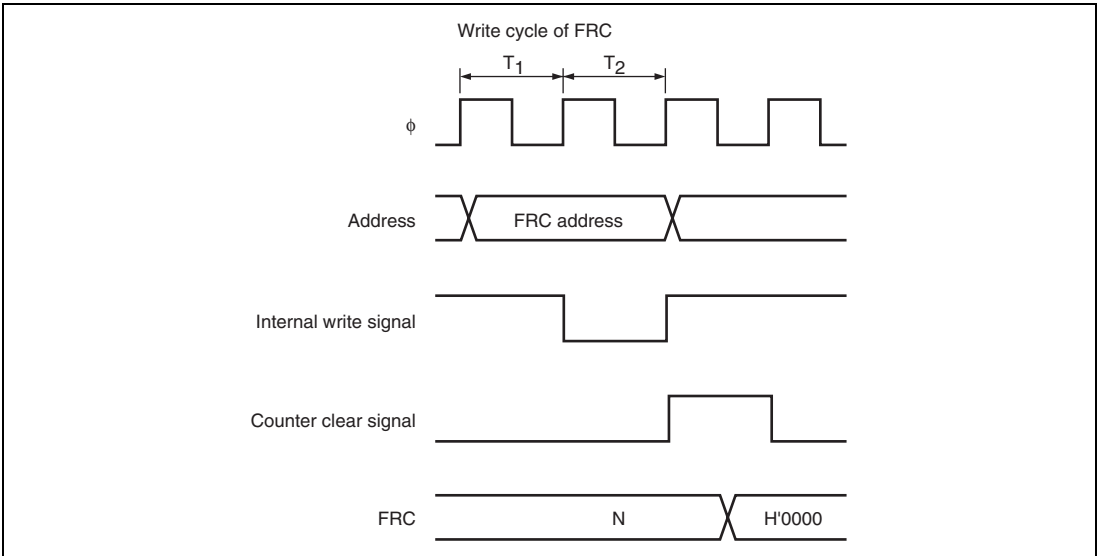 Write cycle of FRC
T1 T2
φ
Address FRC address
Internal write signal
Counter clear signal
FRC N H'0000